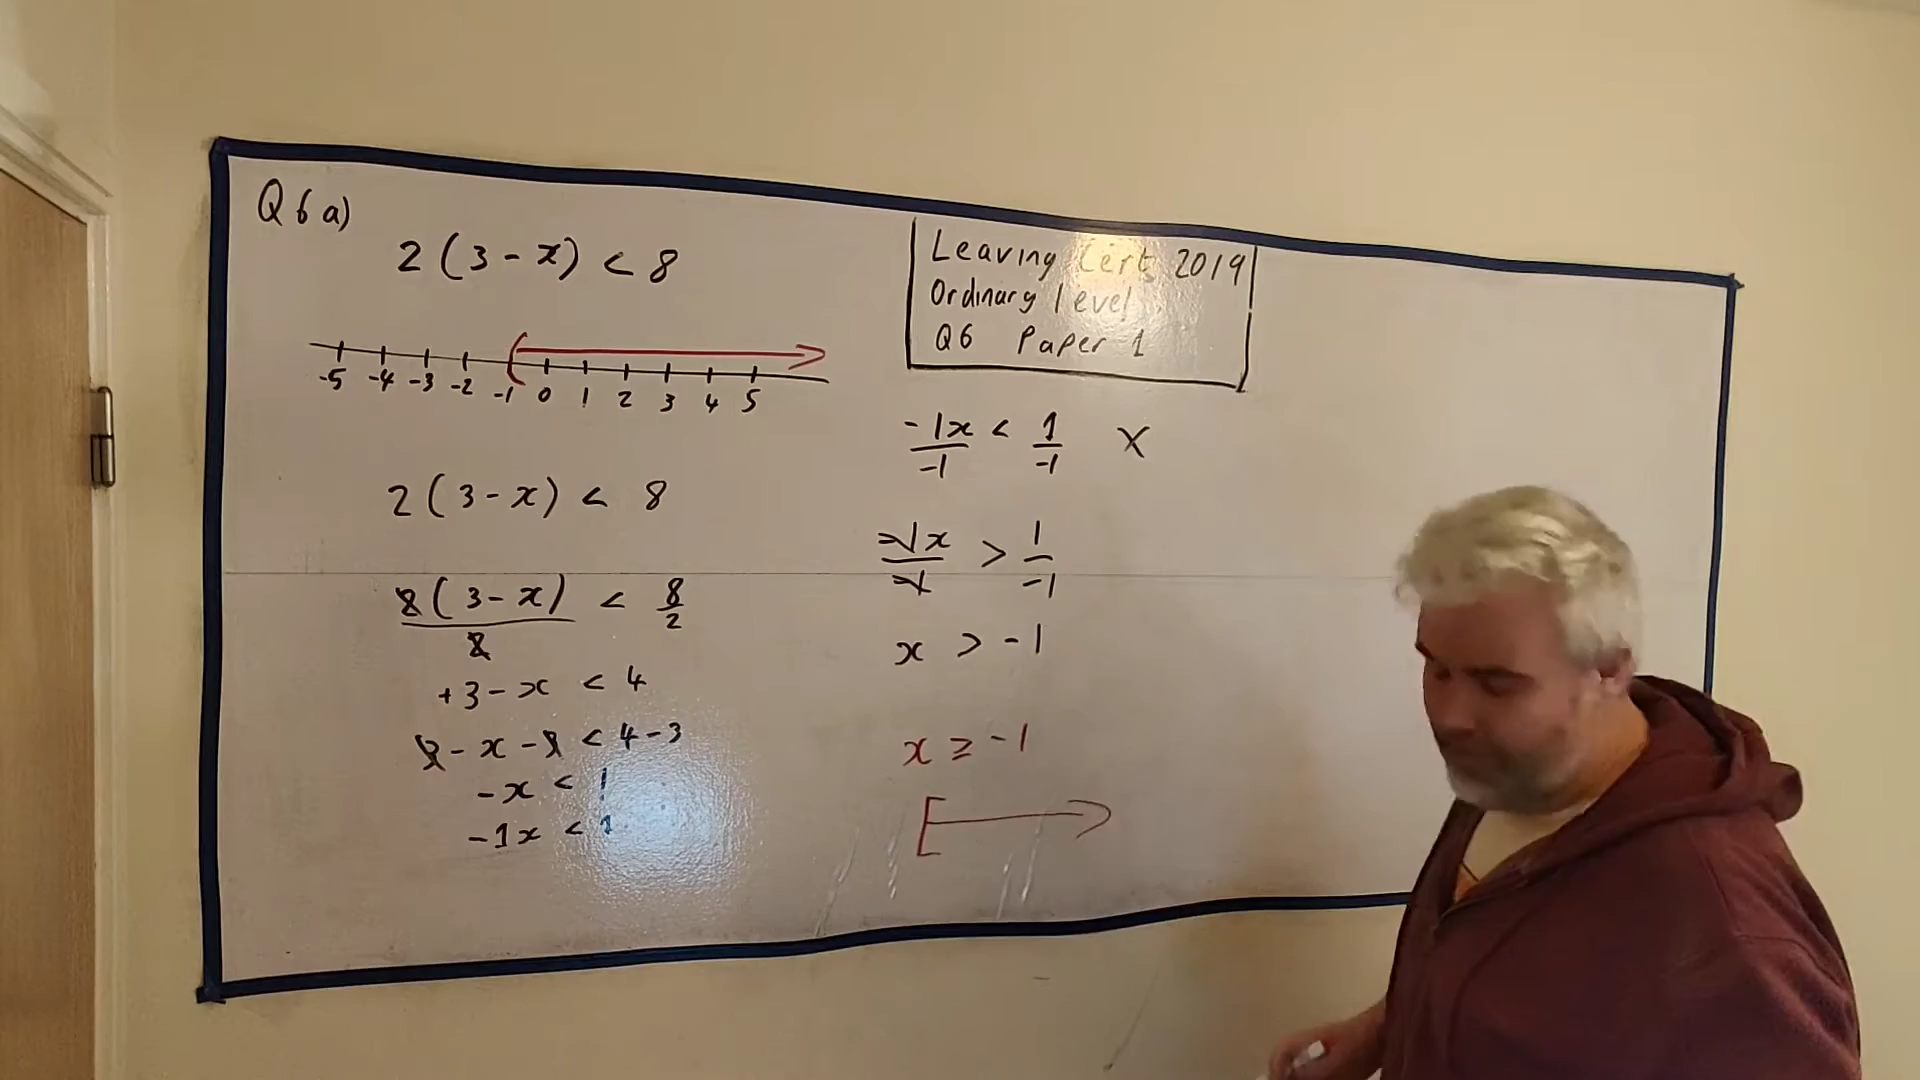 Q6a)
2(3-x) < 8
-5 -4 -3 -2 -1 0 1 2 3 4 5
2(3-x) < 8
2(3-x)/2 < 8/2
+3-x < 4
3-x-3 < 4-3
-x < 1
-1x < 1
Leaving Cert 2019
Ordinary level
Q6 Paper 1
-1x/-1 < 1/-1 X
-1x/-1 > 1/-1
x > -1
x ≥ -1